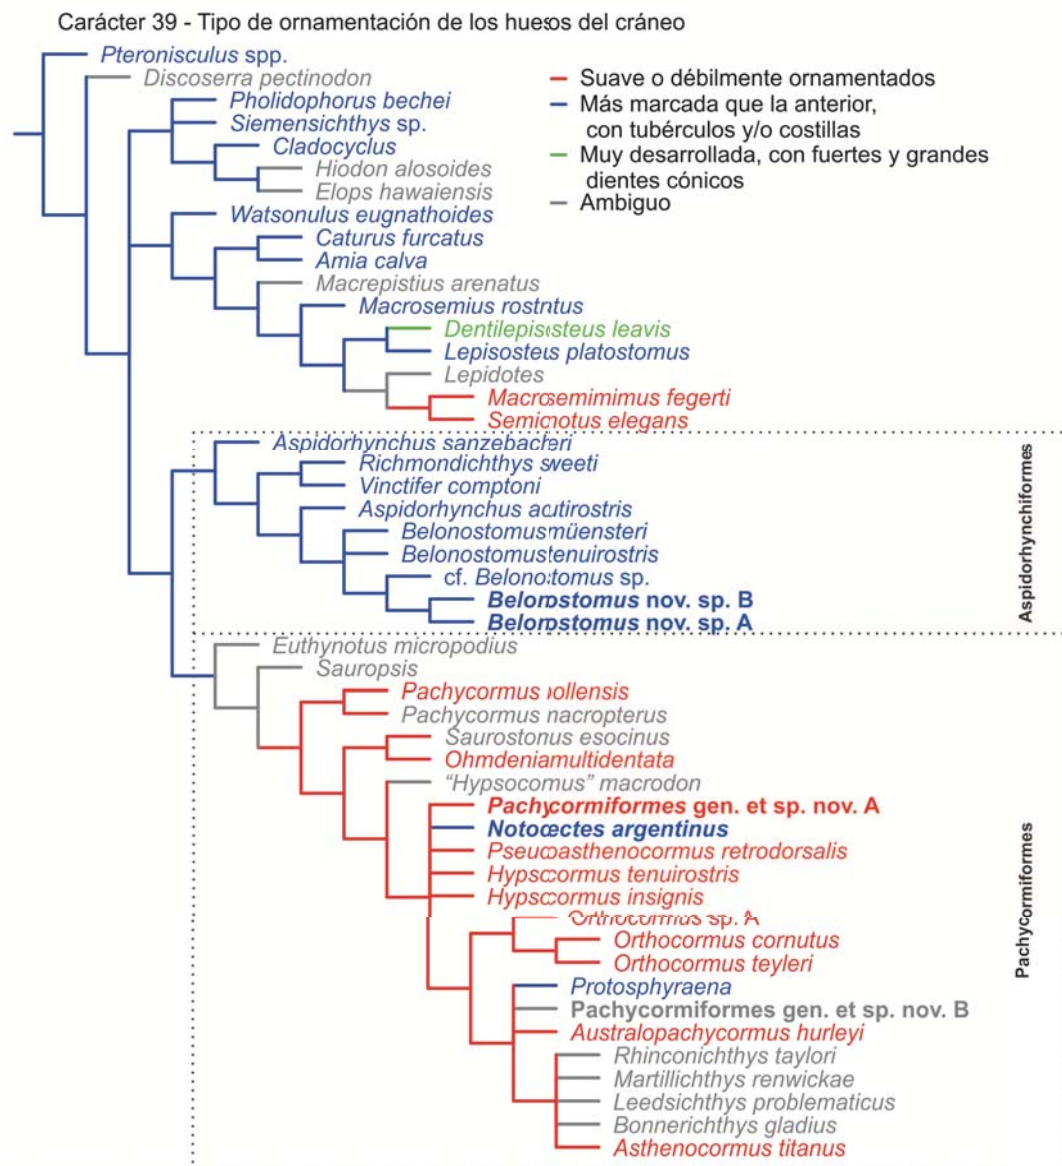 Carácter 39 - Tipo de ornamentación de los huesos del cráneo
Pteronisculus spp.
Discoserra pectinodon
Pholidophorus bechei
Siemensichthys sp.
Cladocyclus
Hiodon alosoides
Elops hawaiensis
Watsonulus eugnathoides
Caturus furcatus
Amia calva
Macrepistius arenatus
Macrosemius rostntus
Dentilepisosteus leavis
Lepisosteus platostomus
Lepidotes
Macrosemimimus fegerti
Semionotus elegans
Suave o débilmente ornamentados
Más marcada que la anterior,
con tubérculos y/o costillas
Muy desarrollada, con fuertes y grandes
dientes cónicos
Ambiguo
Aspidorhynchus sanzebacheri
Richmondichthys sweeti
Vinctifer comptoni
Aspidorhynchus acutirostris
Belonostomus müensteri
Belonostomus tenuirostris
cf. Belonostomus sp.
Belonostomus nov. sp. B
Belonostomus nov. sp. A
Aspidorhynchiformes
Euthynotus micropodius
Sauropsis
Pachycormus bollensis
Pachycormus macropterus
Saurostomus esocinus
Ohmdenia multidentata
"Hypsocomus" macrodon
Pachycormiformes gen. et sp. nov. A
Notodectes argentinus
Pseudoasthenocormus retrodorsalis
Hypsocormus tenuirostris
Hypsocormus insignis
Orthocormus sp. A
Orthocormus cornutus
Orthocormus teyleri
Protosphyraena
Pachycormiformes gen. et sp. nov. B
Australopachycormus hurleyi
Rhinconichthys taylori
Martillichthys renwickae
Leedsichthys problematicus
Bonnerichthys gladius
Asthenocormus titanus
Pachycormiformes